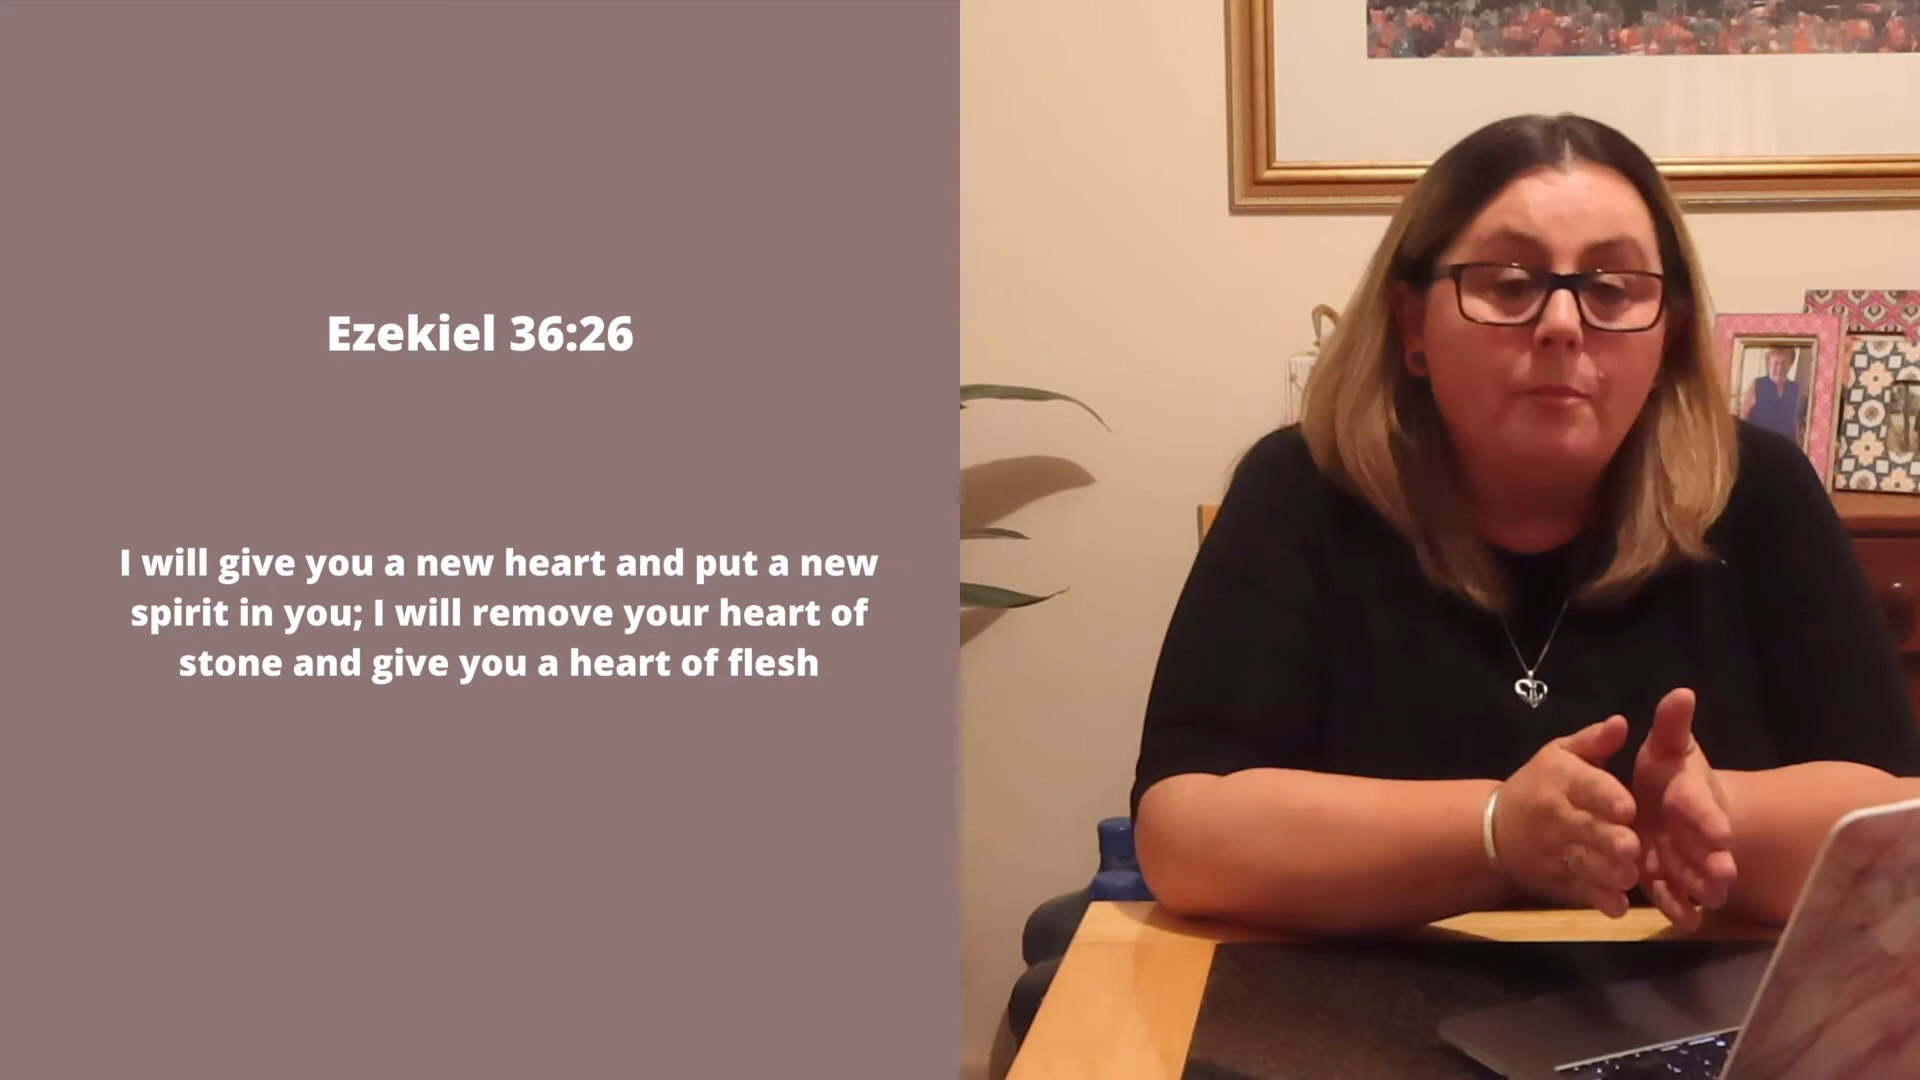 Ezekiel 36:26
I will give you a new heart and put a new
spirit in you; I will remove your heart of
stone and give you a heart of flesh